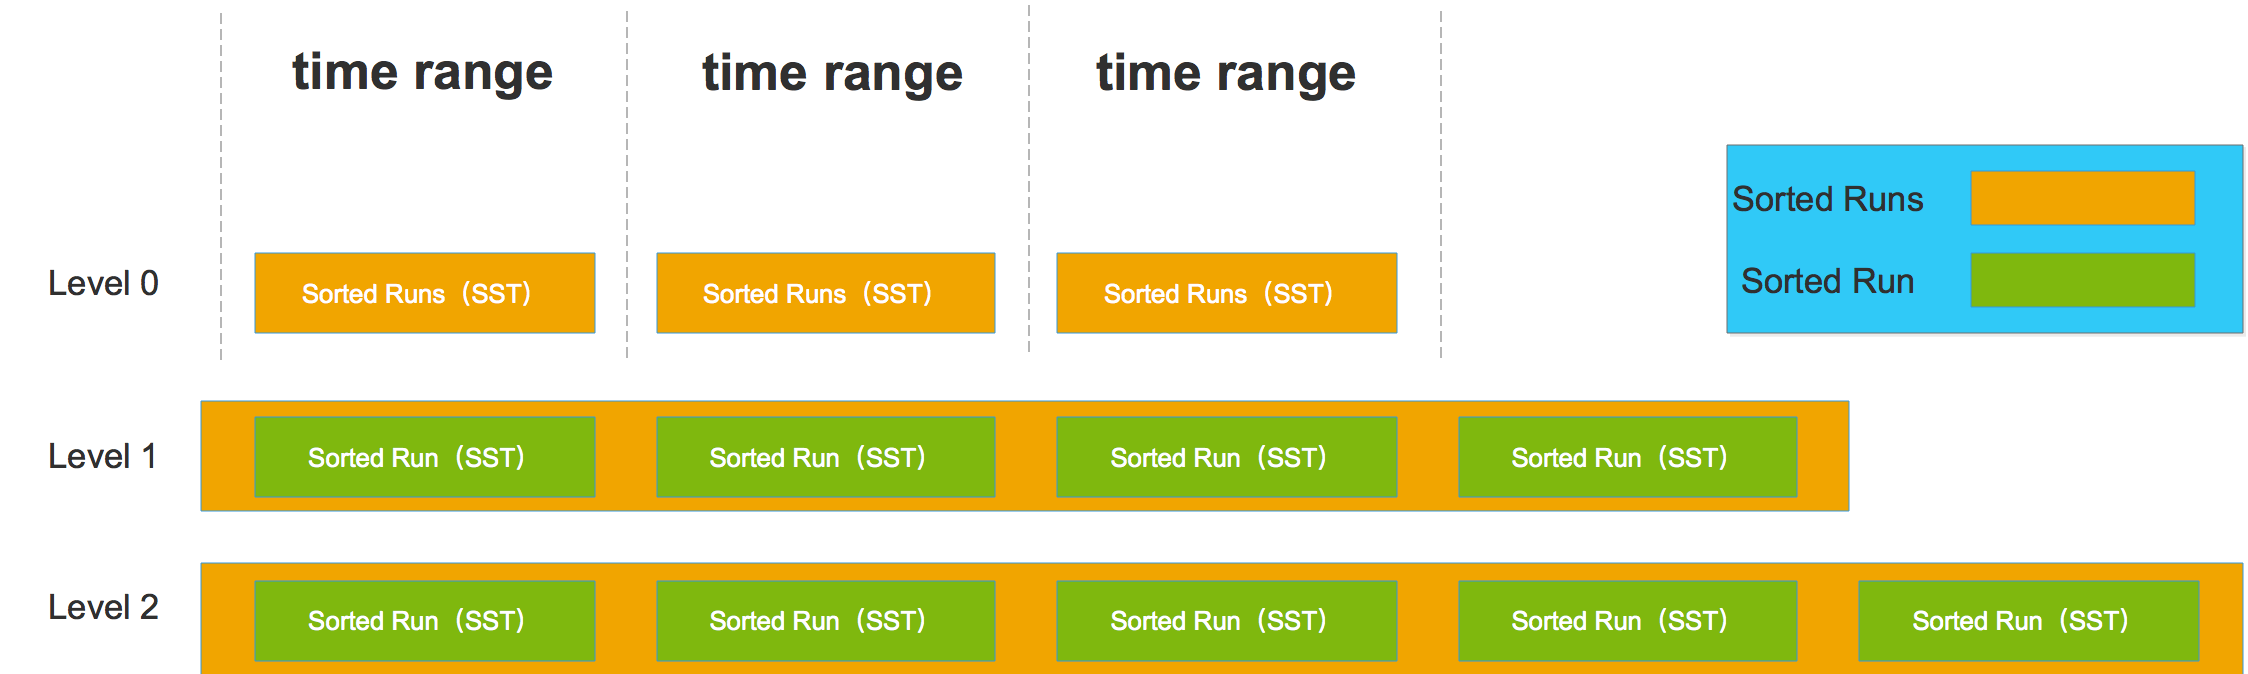 time range time range time range
Sorted Runs
Level 0 Sorted Runs（SST） Sorted Runs（SST） Sorted Runs（SST） Sorted Run
Level 1 Sorted Run（SST） Sorted Run（SST） Sorted Run（SST） Sorted Run（SST）
Level 2 Sorted Run（SST） Sorted Run（SST） Sorted Run（SST） Sorted Run（SST） Sorted Run（SST）